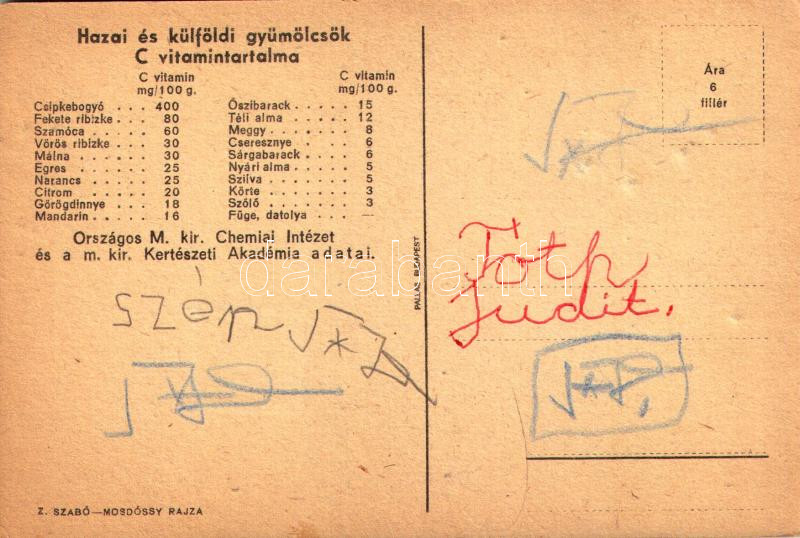 Hazai és külföldi gyümölcsök
C vitamintartalma
C vitamin
mg/100 g.
Csipkebogyó . . . 400
Fekete ribizke . . . 80
Szamóca . . . . . 60
Vörös ribizke . . . 30
Málna . . . . . 30
Egres . . . . . 25
Narancs . . . . . 25
Citrom . . . . . 20
Görögdinnye . . . 18
Mandarin . . . . 16
C vitamin
mg/100 g.
Őszibarack . . . . . 15
Téli alma . . . . . 12
Meggy . . . . . 8
Cseresznye . . . . 6
Sárgabarack . . . . 6
Nyári alma . . . . 5
Szilva . . . . . 5
Körte . . . . . 3
Szőlő . . . . . 3
Füge, datolya . . . —
Országos M. kir. Chemiai Intézet
és a m. kir. Kertészeti Akadémia adatai.
szép
Z. SZABÓ—MOSDÓSSY RAJZA
PALLAS BUDAPEST
Ára
6
fillér
Judit.
darabanth